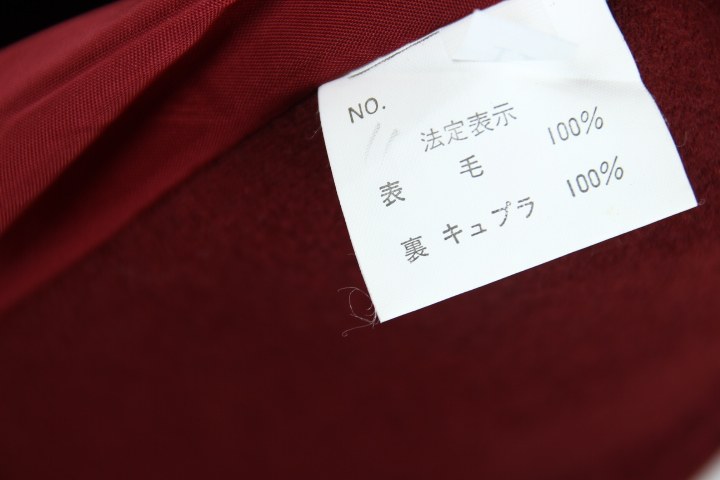 NO.
法定表示
表 毛 100%
裏 キュプラ 100%